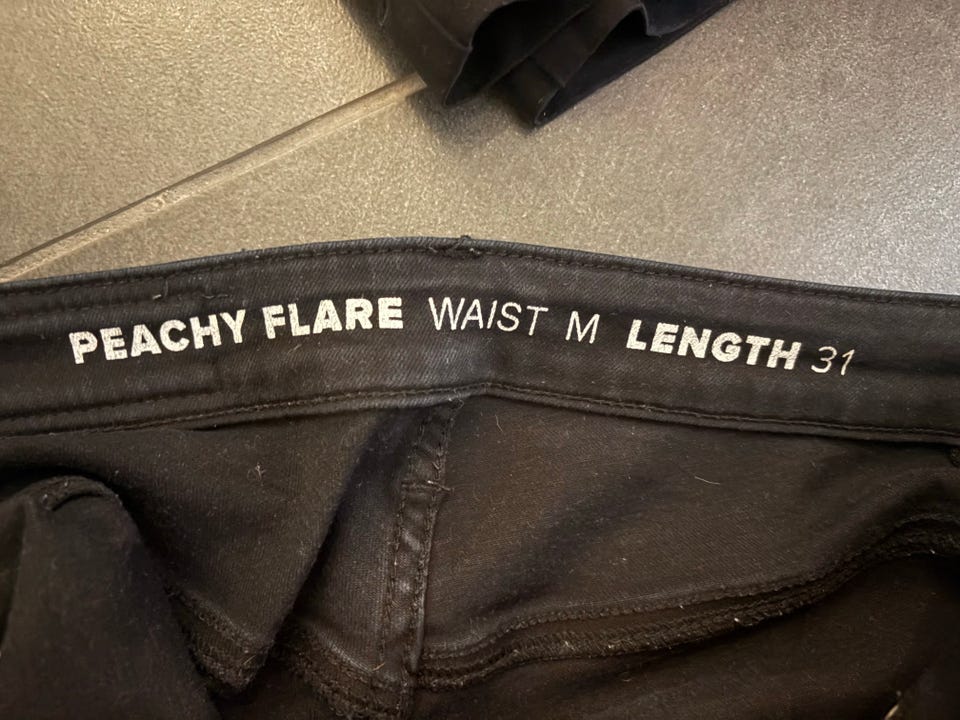 PEACHY FLARE WAIST M LENGTH 31